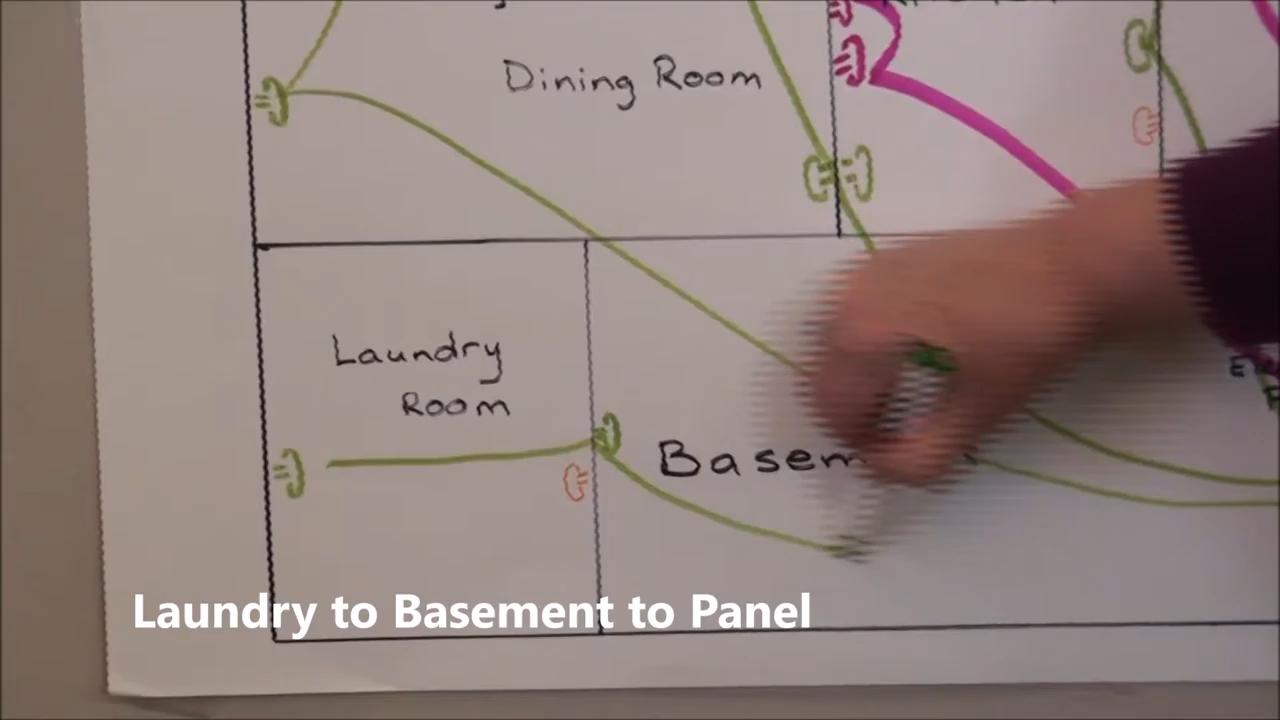 Dining Room
Laundry
Room
Basem
Laundry to Basement to Panel